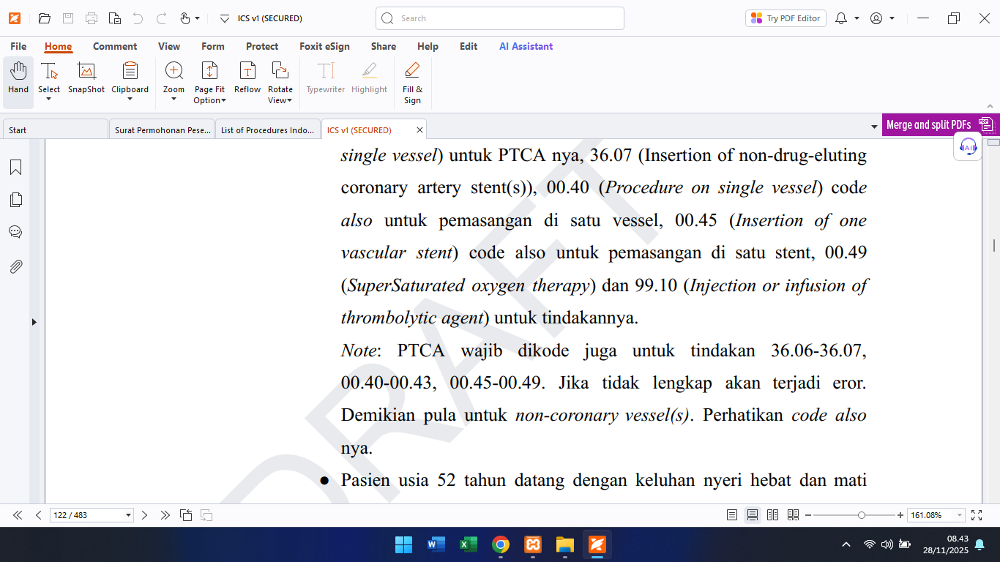 ICS v1 (SECURED)
Search
Try PDF Editor
File Home Comment View Form Protect Foxit eSign Share Help Edit AI Assistant
Hand Select SnapShot Clipboard Zoom Page Fit Option Reflow Rotate View Typewriter Highlight Fill & Sign
Start Surat Permohonan Pese... List of Procedures Indo... ICS v1 (SECURED)
Merge and split PDFs
AI
single vessel) untuk PTCA nya, 36.07 (Insertion of non-drug-eluting
coronary artery stent(s)), 00.40 (Procedure on single vessel) code
also untuk pemasangan di satu vessel, 00.45 (Insertion of one
vascular stent) code also untuk pemasangan di satu stent, 00.49
(SuperSaturated oxygen therapy) dan 99.10 (Injection or infusion of
thrombolytic agent) untuk tindakannya.
Note: PTCA wajib dikode juga untuk tindakan 36.06-36.07,
00.40-00.43, 00.45-00.49. Jika tidak lengkap akan terjadi eror.
Demikian pula untuk non-coronary vessel(s). Perhatikan code also
nya.
● Pasien usia 52 tahun datang dengan keluhan nyeri hebat dan mati
DRAFT
122 / 483
161.08%
08.43
28/11/2025